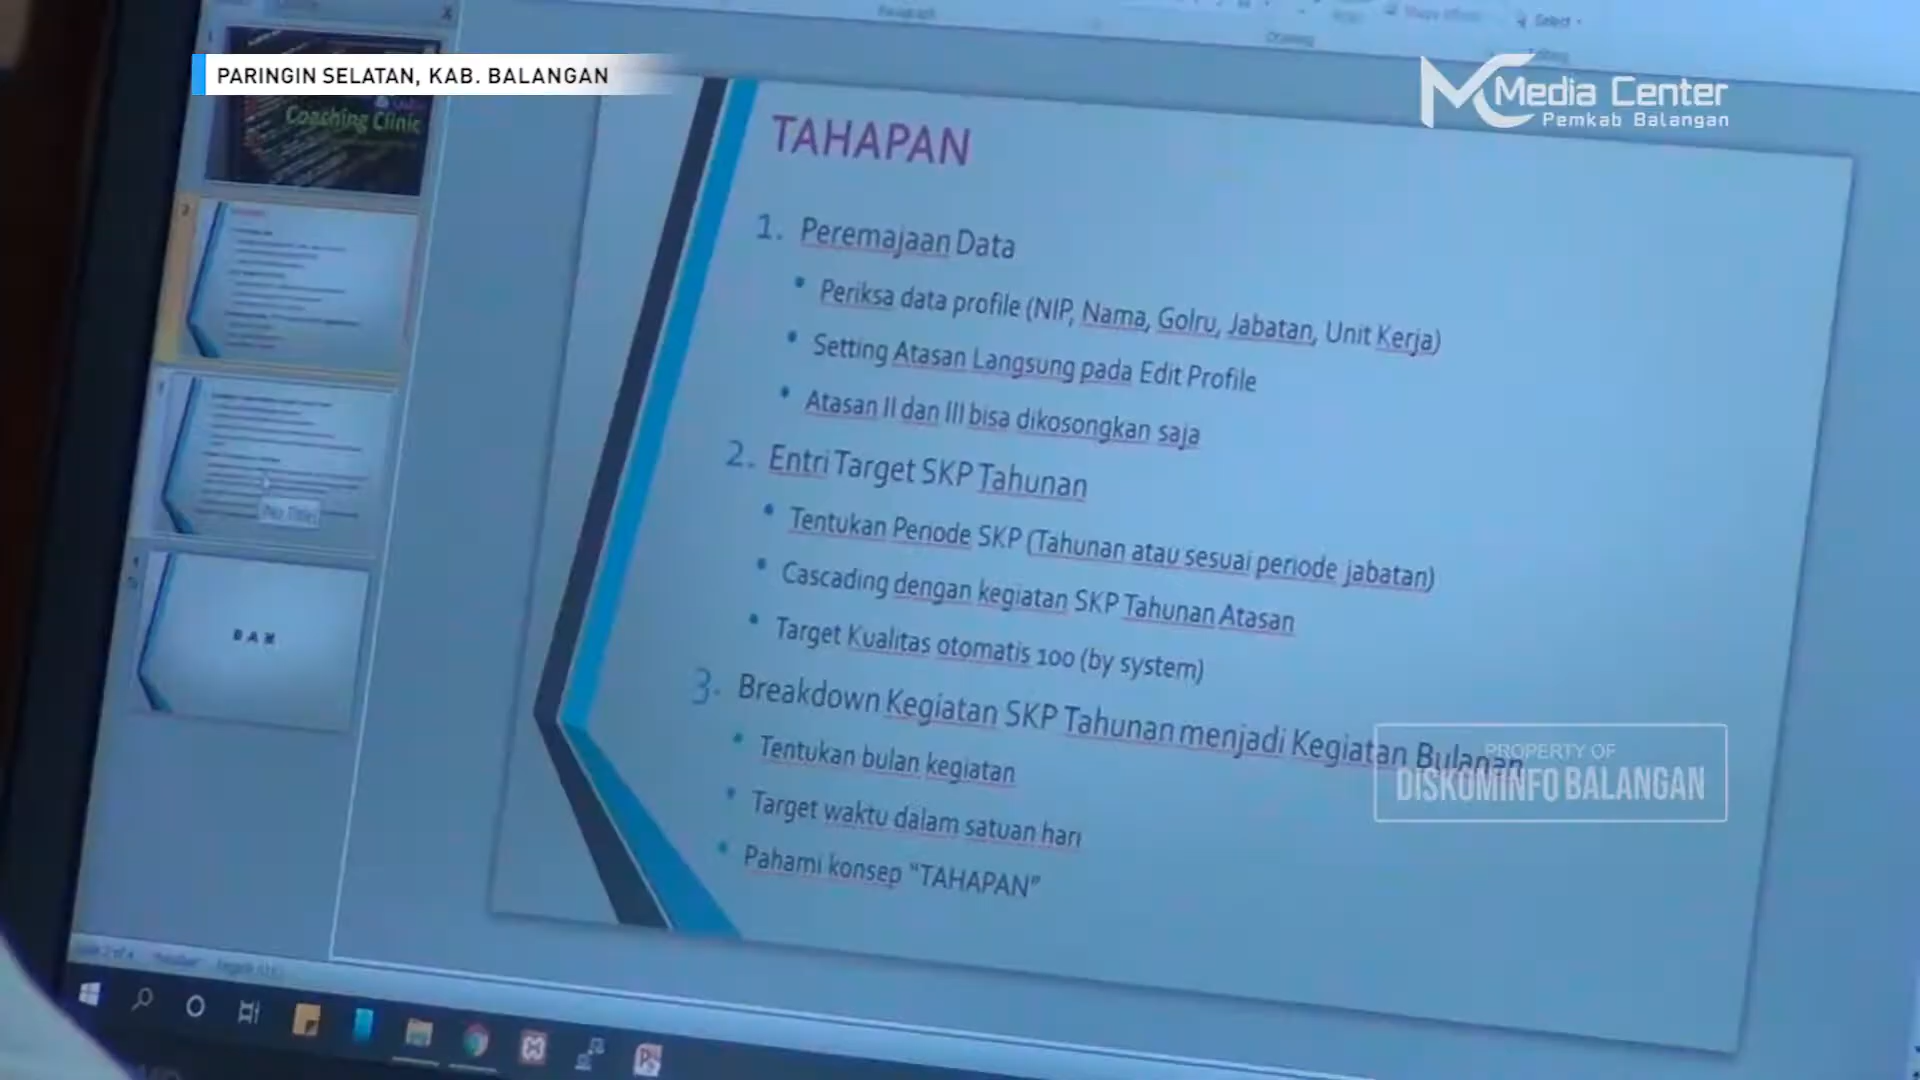 PARINGIN SELATAN, KAB. BALANGAN
Media Center
Pemkab Balangan
Select
Coaching Clinic
TAHAPAN
1. Peremajaan Data
• Periksa data profile (NIP, Nama, Golru, Jabatan, Unit Kerja)
• Setting Atasan Langsung pada Edit Profile
• Atasan II dan III bisa dikosongkan saja
2. Entri Target SKP Tahunan
• Tentukan Periode SKP (Tahunan atau sesuai periode jabatan)
• Cascading dengan kegiatan SKP Tahunan Atasan
• Target Kualitas otomatis 100 (by system)
3. Breakdown Kegiatan SKP Tahunan menjadi Kegiatan Bulanan
• Tentukan bulan kegiatan
• Target waktu dalam satuan hari
• Pahami konsep “TAHAPAN”
No Title
PROPERTY OF
DISKOMINFO BALANGAN